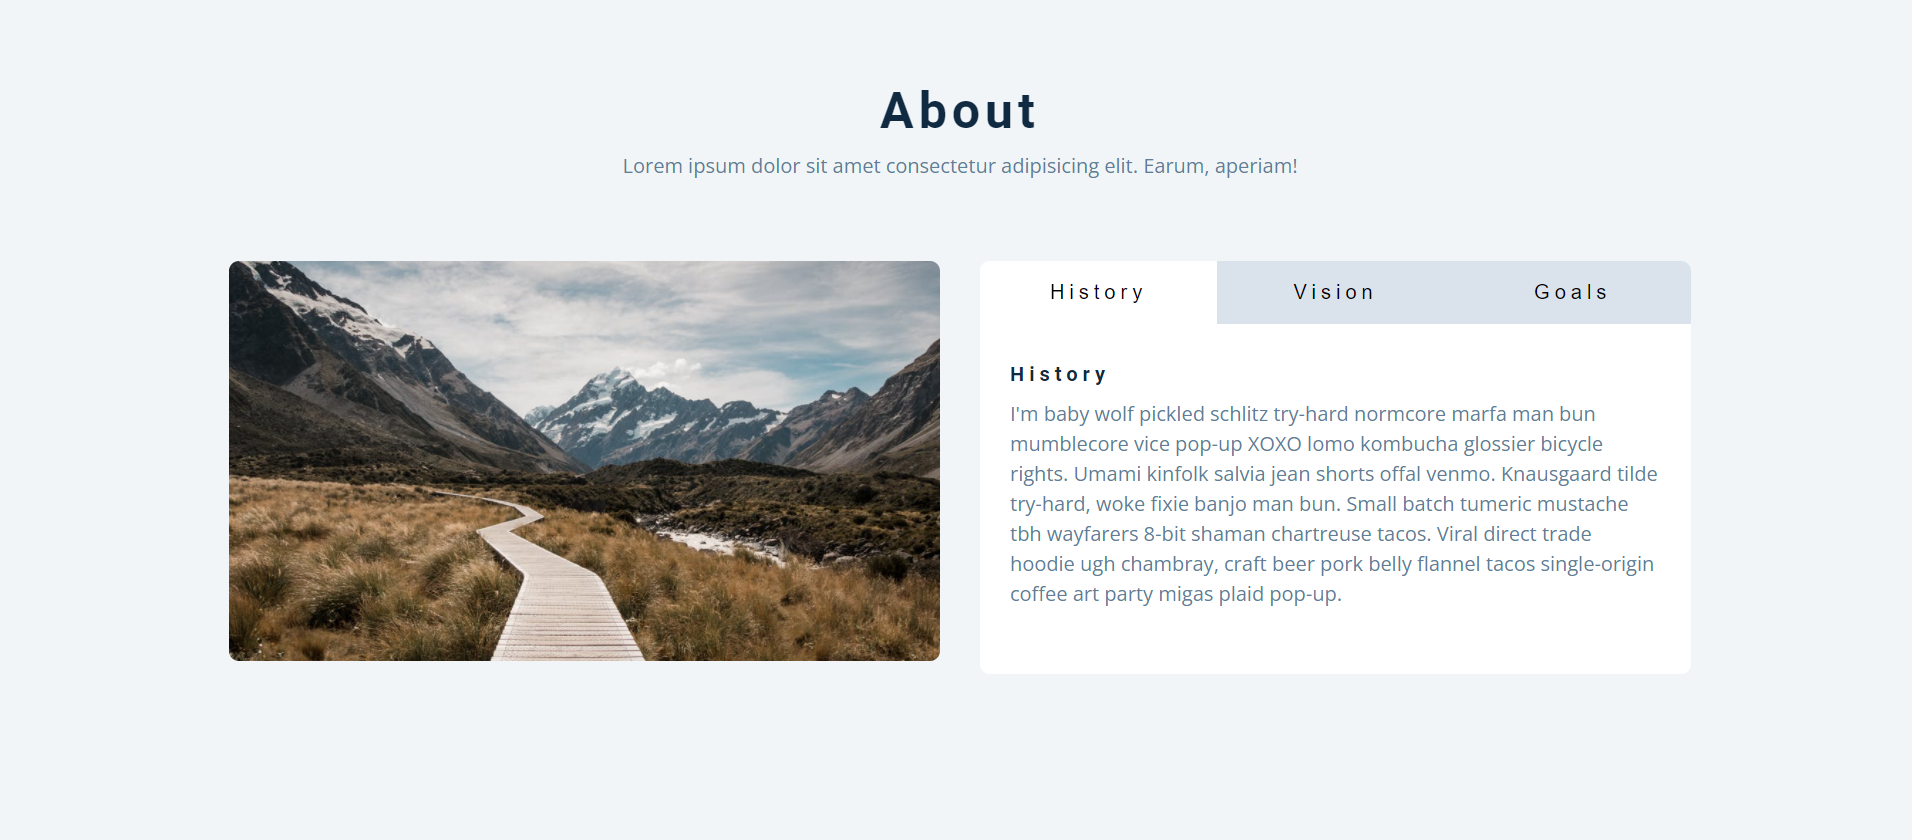 About
Lorem ipsum dolor sit amet consectetur adipisicing elit. Earum, aperiam!
History Vision Goals
History
I'm baby wolf pickled schlitz try-hard normcore marfa man bun
mumblecore vice pop-up XOXO lomo kombucha glossier bicycle
rights. Umami kinfolk salvia jean shorts offal venmo. Knausgaard tilde
try-hard, woke fixie banjo man bun. Small batch tumeric mustache
tbh wayfarers 8-bit shaman chartreuse tacos. Viral direct trade
hoodie ugh chambray, craft beer pork belly flannel tacos single-origin
coffee art party migas plaid pop-up.